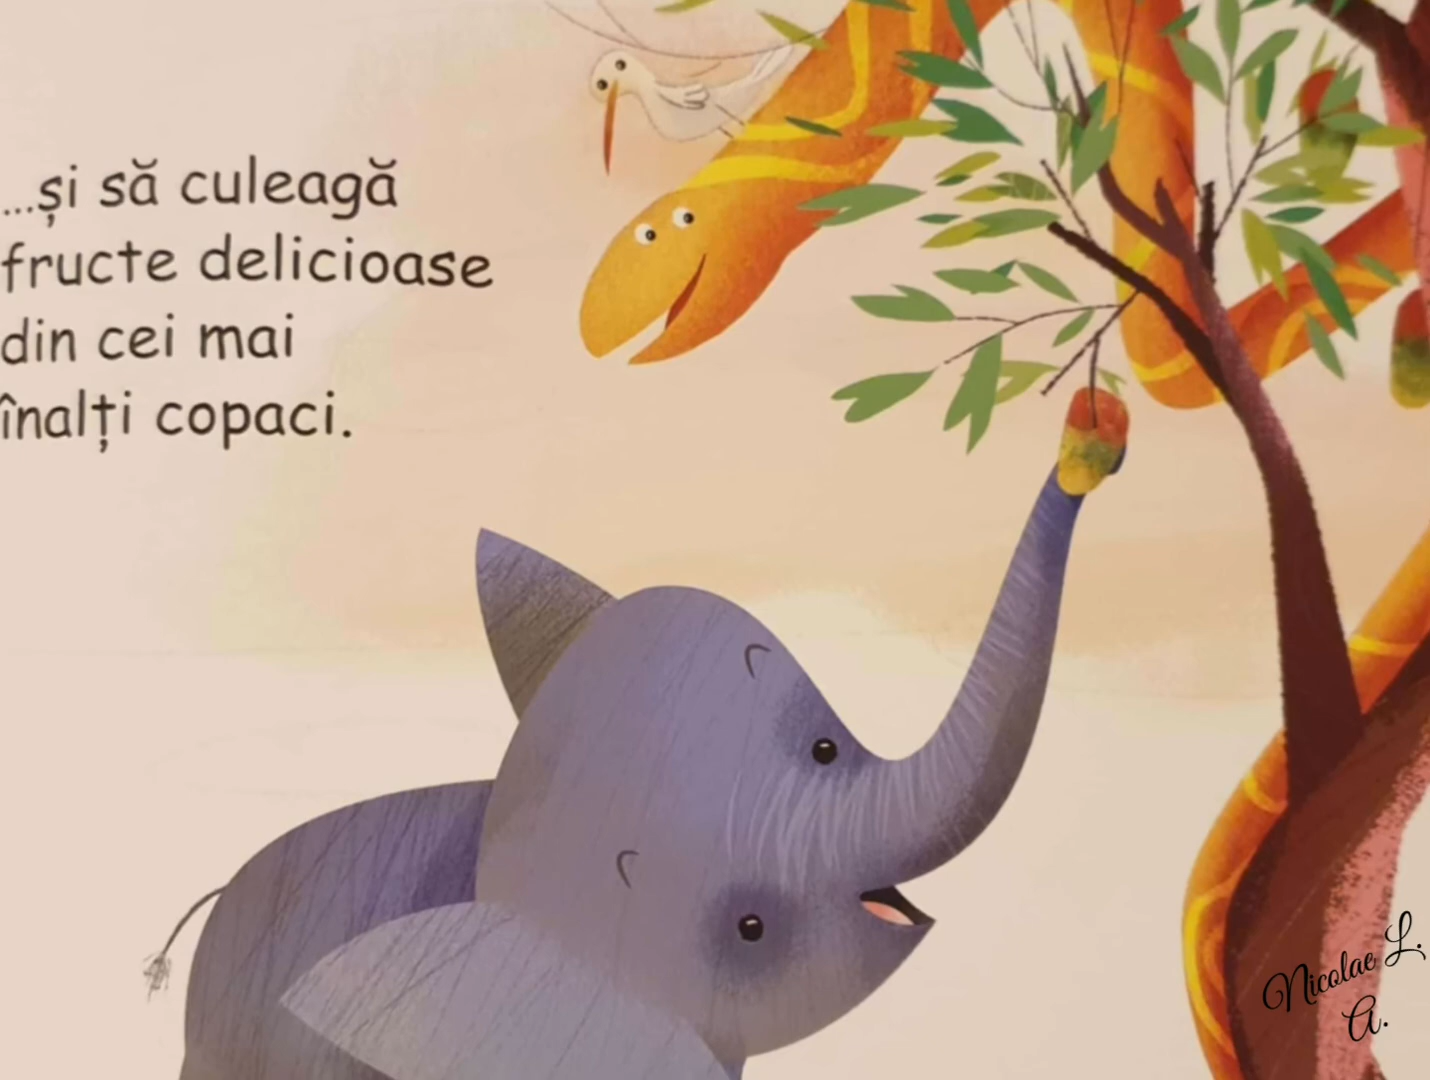 ...și să culeagă
fructe delicioase
din cei mai
înalți copaci.
Nicolae L.
A.